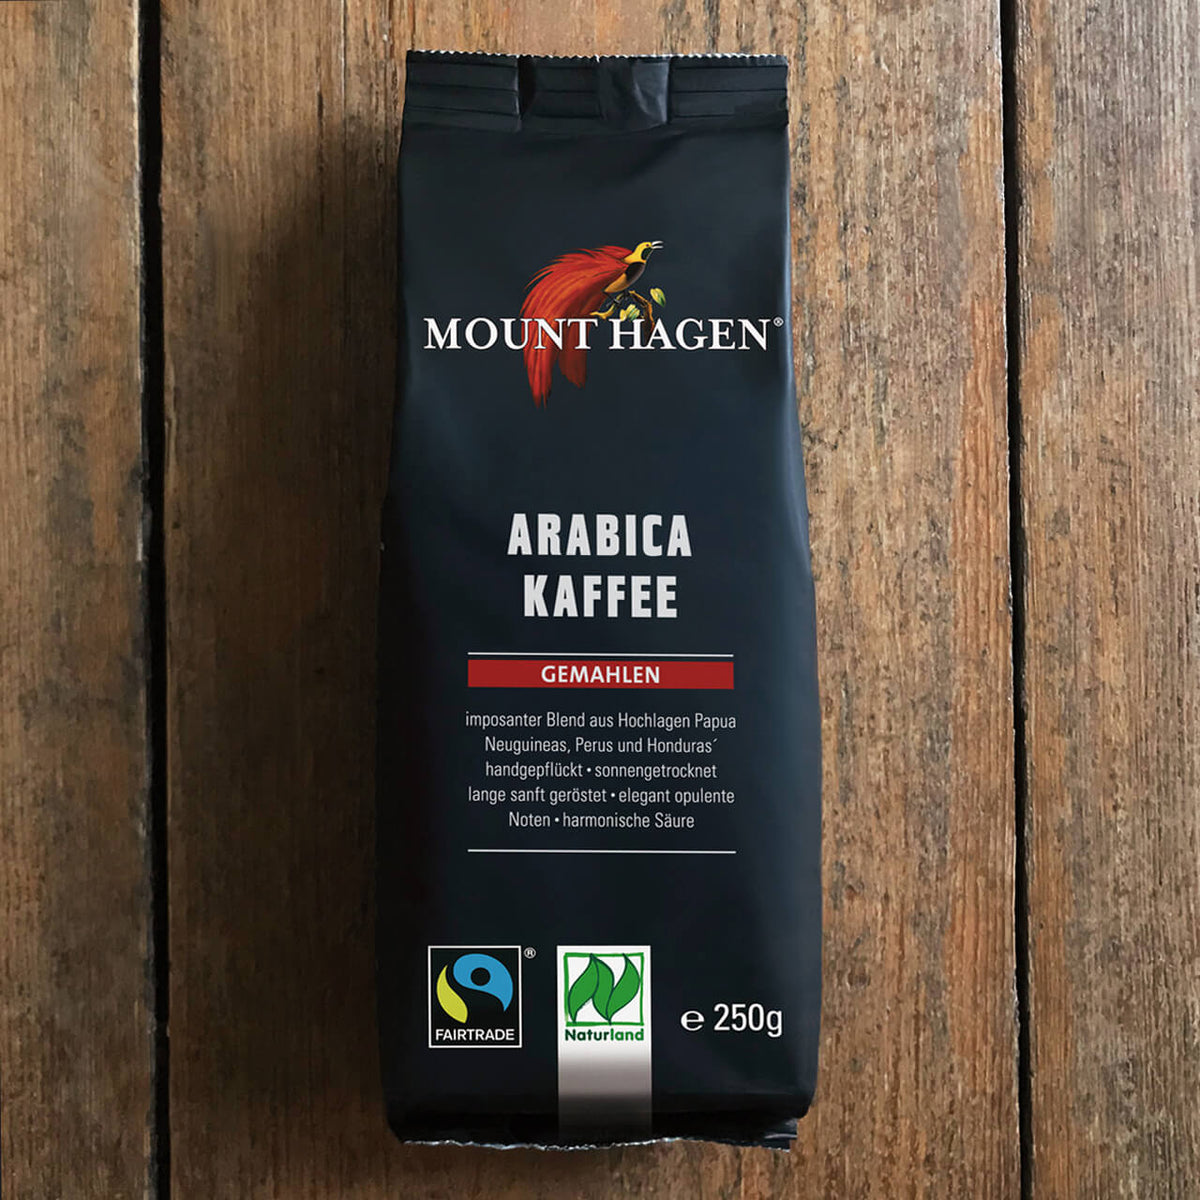 MOUNT HAGEN®
ARABICA
KAFFEE
GEMAHLEN
imposanter Blend aus Hochlagen Papua
Neuguineas, Perus und Honduras´
handgepflückt • sonnengetrocknet
lange sanft geröstet • elegant opulente
Noten • harmonische Säure
®
FAIRTRADE
Naturland
℮ 250g